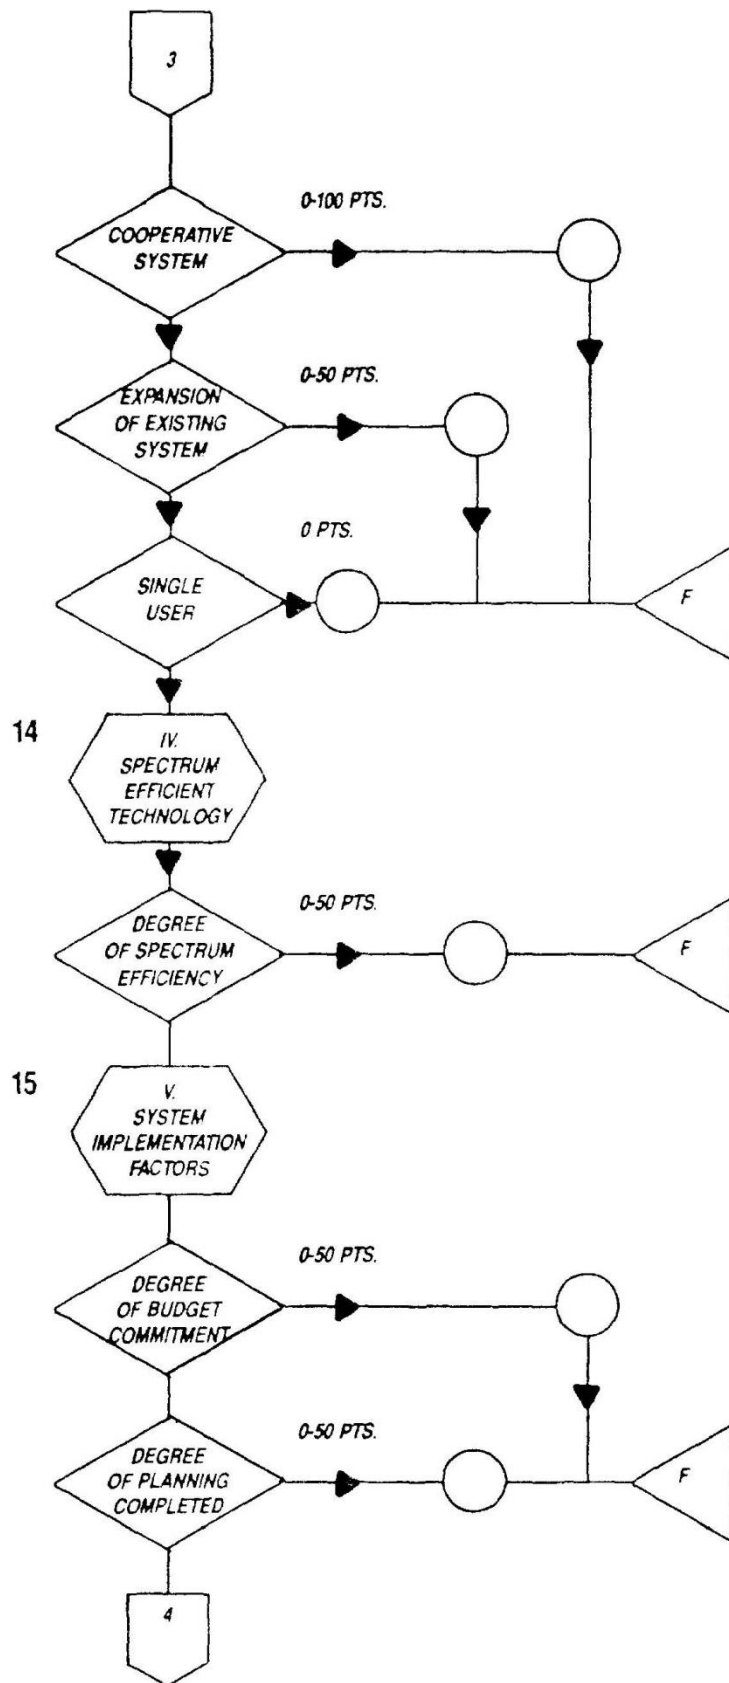 3
0-100 PTS.
COOPERATIVE
SYSTEM
0-50 PTS.
EXPANSION
OF EXISTING
SYSTEM
0 PTS.
SINGLE
USER
F
14
IV.
SPECTRUM
EFFICIENT
TECHNOLOGY
0-50 PTS.
DEGREE
OF SPECTRUM
EFFICIENCY
F
15
V.
SYSTEM
IMPLEMENTATION
FACTORS
0-50 PTS.
DEGREE
OF BUDGET
COMMITMENT
0-50 PTS.
DEGREE
OF PLANNING
COMPLETED
F
4